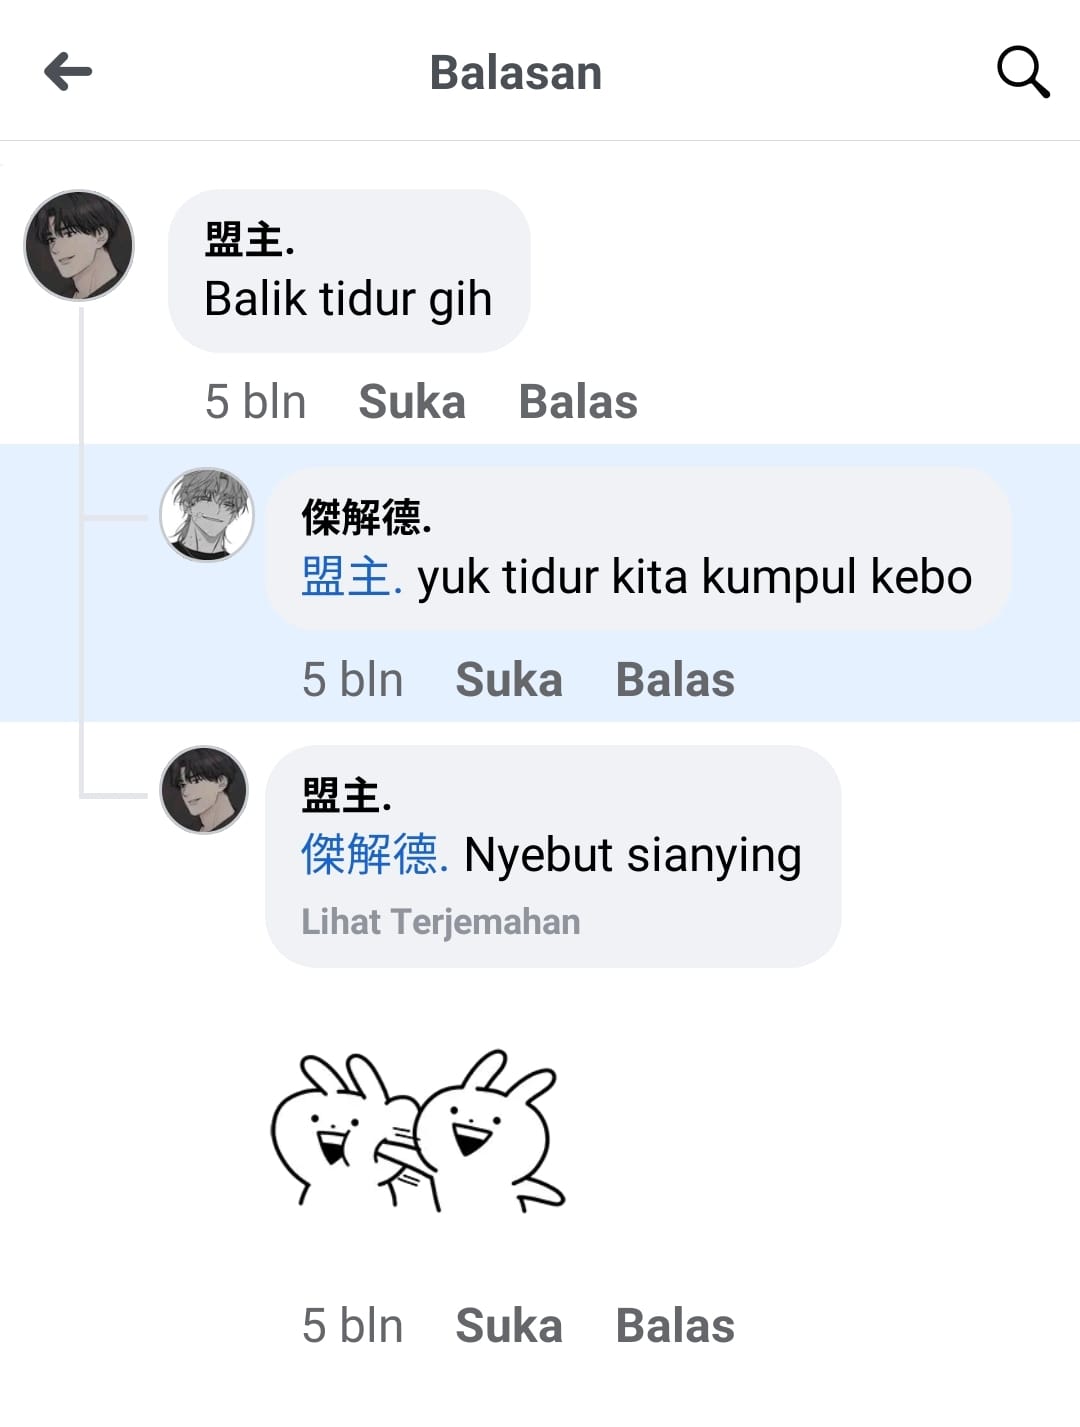 Balasan
盟主.
Balik tidur gih
5 bln Suka Balas
傑解德.
盟主. yuk tidur kita kumpul kebo
5 bln Suka Balas
盟主.
傑解德. Nyebut sianying
Lihat Terjemahan
5 bln Suka Balas